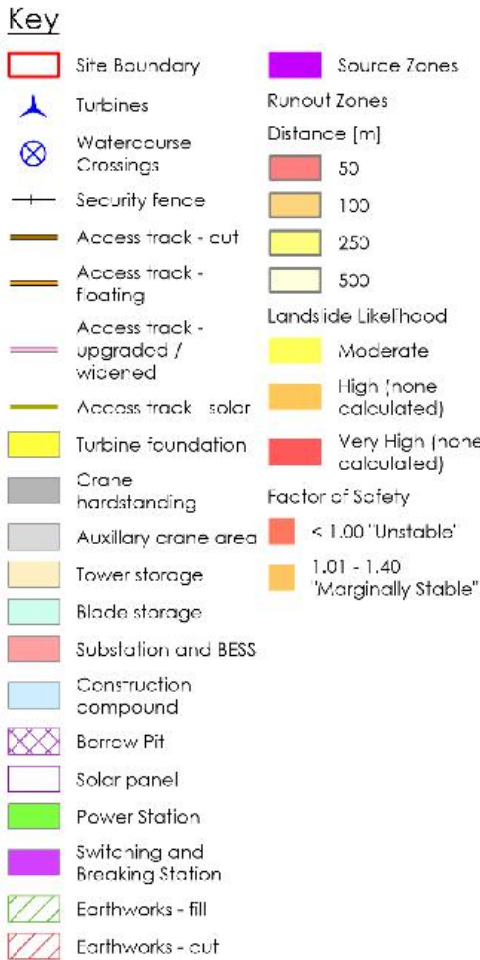 Key
Site Boundary
Turbines
Watercourse
Crossings
Security fence
Access track - cut
Access track -
floating
Access track -
upgraded /
widened
Access track - solar
Turbine foundation
Crane
hardstanding
Auxillary crane area
Tower storage
Blade storage
Substation and BESS
Construction
compound
Borrow Pit
Solar panel
Power Station
Switching and
Breaking Station
Earthworks - fill
Earthworks - cut
Source Zones
Runout Zones
Distance [m]
50
100
250
500
Landslide Likelihood
Moderate
High (none
calculated)
Very High (none
calculated)
Factor of Safety
< 1.00 "Unstable"
1.01 - 1.40
"Marginally Stable"